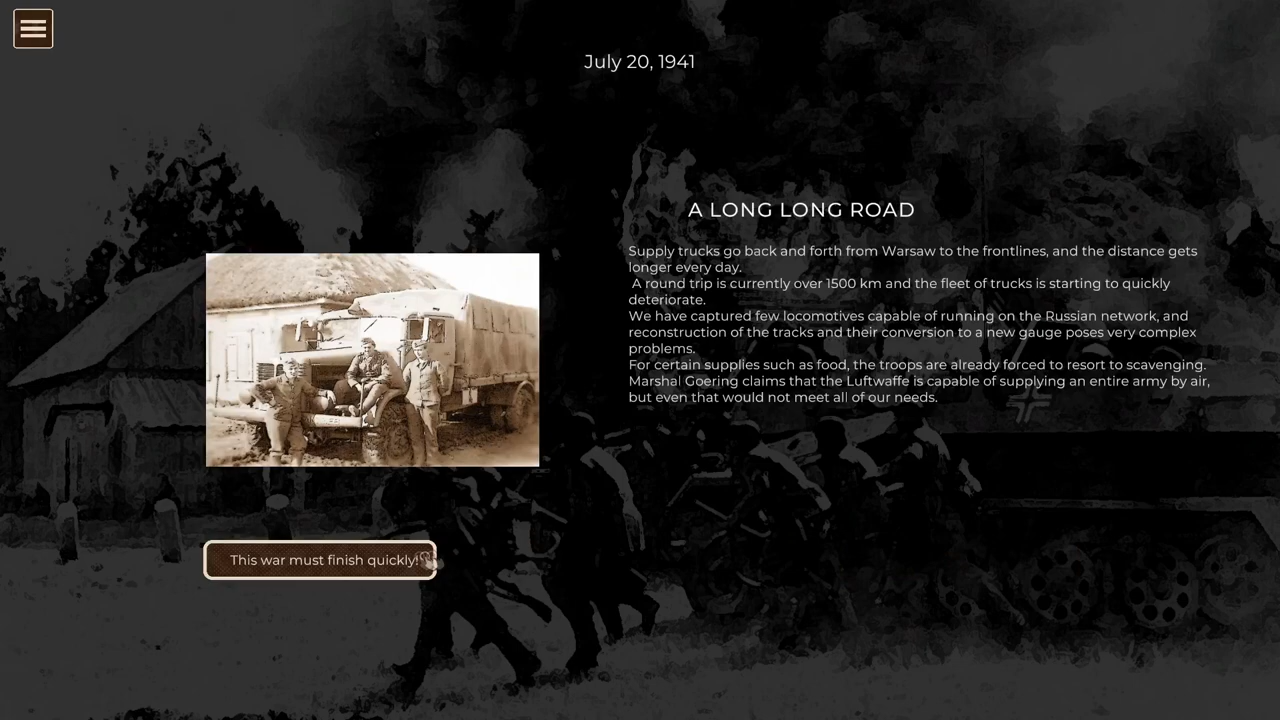 July 20, 1941
A LONG LONG ROAD
Supply trucks go back and forth from Warsaw to the frontlines, and the distance gets
longer every day.
A round trip is currently over 1500 km and the fleet of trucks is starting to quickly
deteriorate.
We have captured few locomotives capable of running on the Russian network, and
reconstruction of the tracks and their conversion to a new gauge poses very complex
problems.
For certain supplies such as food, the troops are already forced to resort to scavenging.
Marshal Goering claims that the Luftwaffe is capable of supplying an entire army by air,
but even that would not meet all of our needs.
This war must finish quickly!